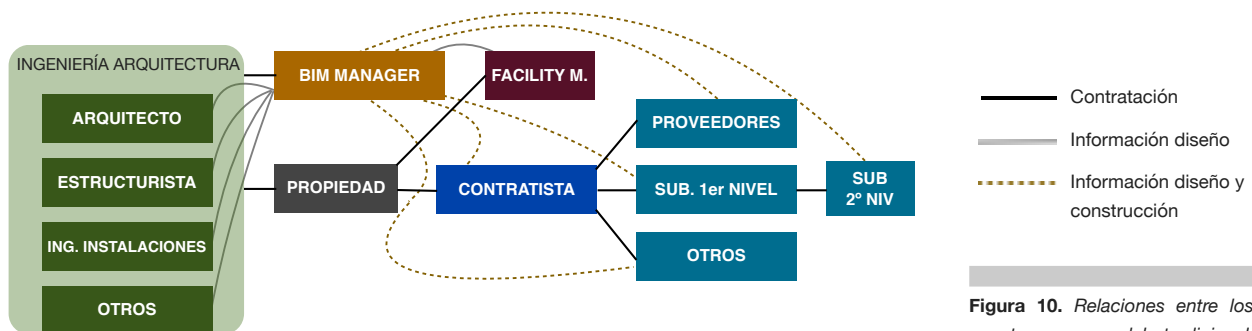 INGENIERÍA ARQUITECTURA
ARQUITECTO
ESTRUCTURISTA
ING. INSTALACIONES
OTROS
BIM MANAGER
FACILITY M.
PROPIEDAD
CONTRATISTA
PROVEEDORES
SUB. 1er NIVEL
OTROS
SUB
2º NIV
Contratación
Información diseño
Información diseño y
construcción
Figura 10. Relaciones entre los